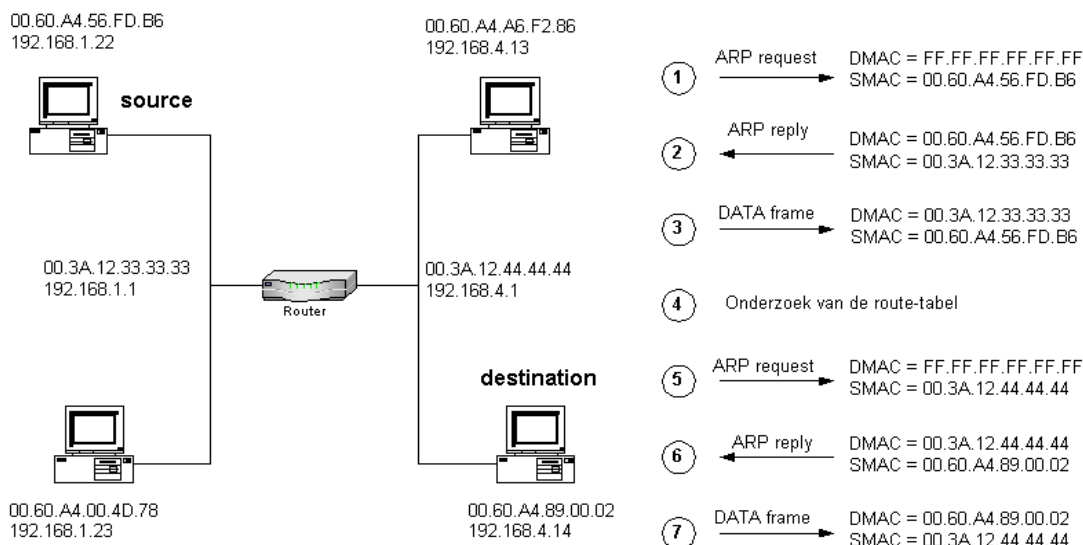 00.60.A4.56.FD.B6
192.168.1.22
source
00.60.A4.A6.F2.86
192.168.4.13
00.3A.12.33.33.33
192.168.1.1
Router
00.3A.12.44.44.44
192.168.4.1
destination
00.60.A4.00.4D.78
192.168.1.23
00.60.A4.89.00.02
192.168.4.14
1
ARP request
DMAC = FF.FF.FF.FF.FF.FF
SMAC = 00.60.A4.56.FD.B6
2
ARP reply
DMAC = 00.60.A4.56.FD.B6
SMAC = 00.3A.12.33.33.33
3
DATA frame
DMAC = 00.3A.12.33.33.33
SMAC = 00.60.A4.56.FD.B6
4
Onderzoek van de route-tabel
5
ARP request
DMAC = FF.FF.FF.FF.FF.FF
SMAC = 00.3A.12.44.44.44
6
ARP reply
DMAC = 00.3A.12.44.44.44
SMAC = 00.60.A4.89.00.02
7
DATA frame
DMAC = 00.60.A4.89.00.02
SMAC = 00.3A.12.44.44.44